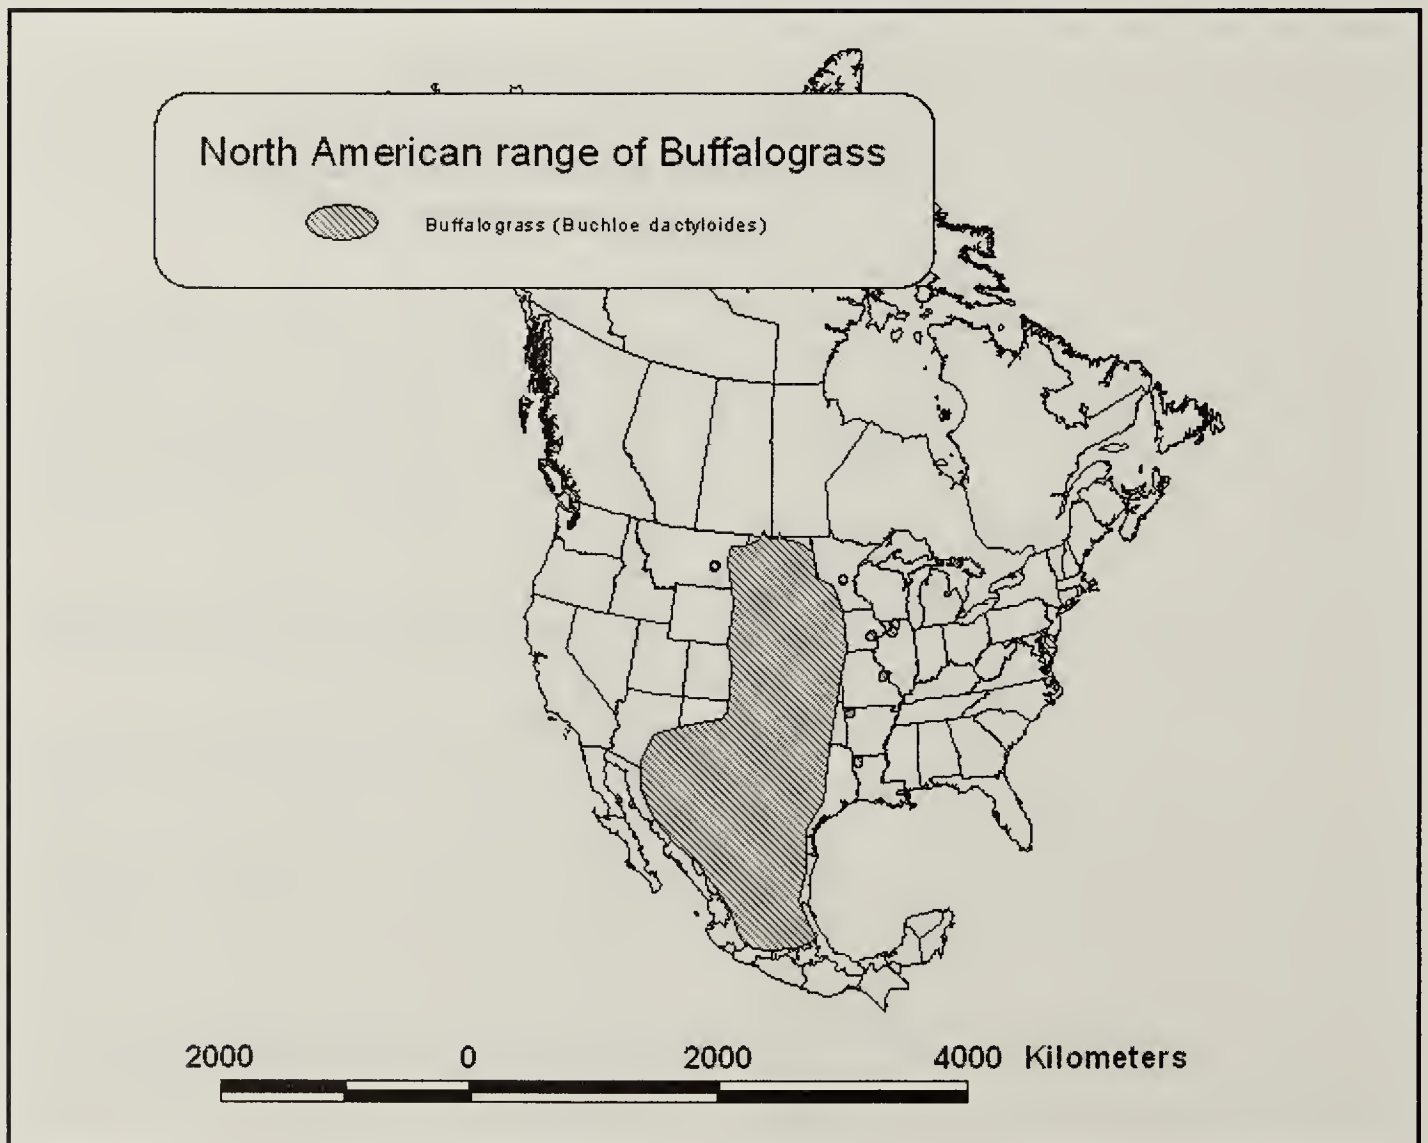 North American range of Buffalograss
Buffalograss (Buchloe dactyloides)
2000 0 2000 4000 Kilometers